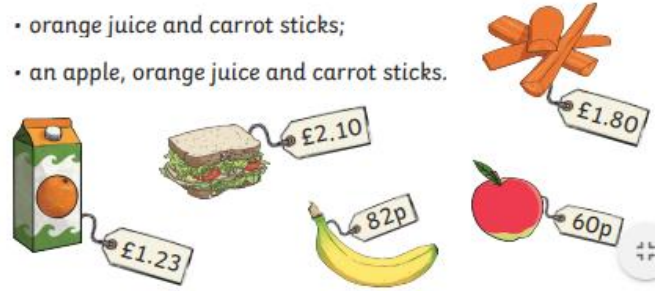 • orange juice and carrot sticks;
• an apple, orange juice and carrot sticks.
£1.80
£2.10
82p
60p
£1.23